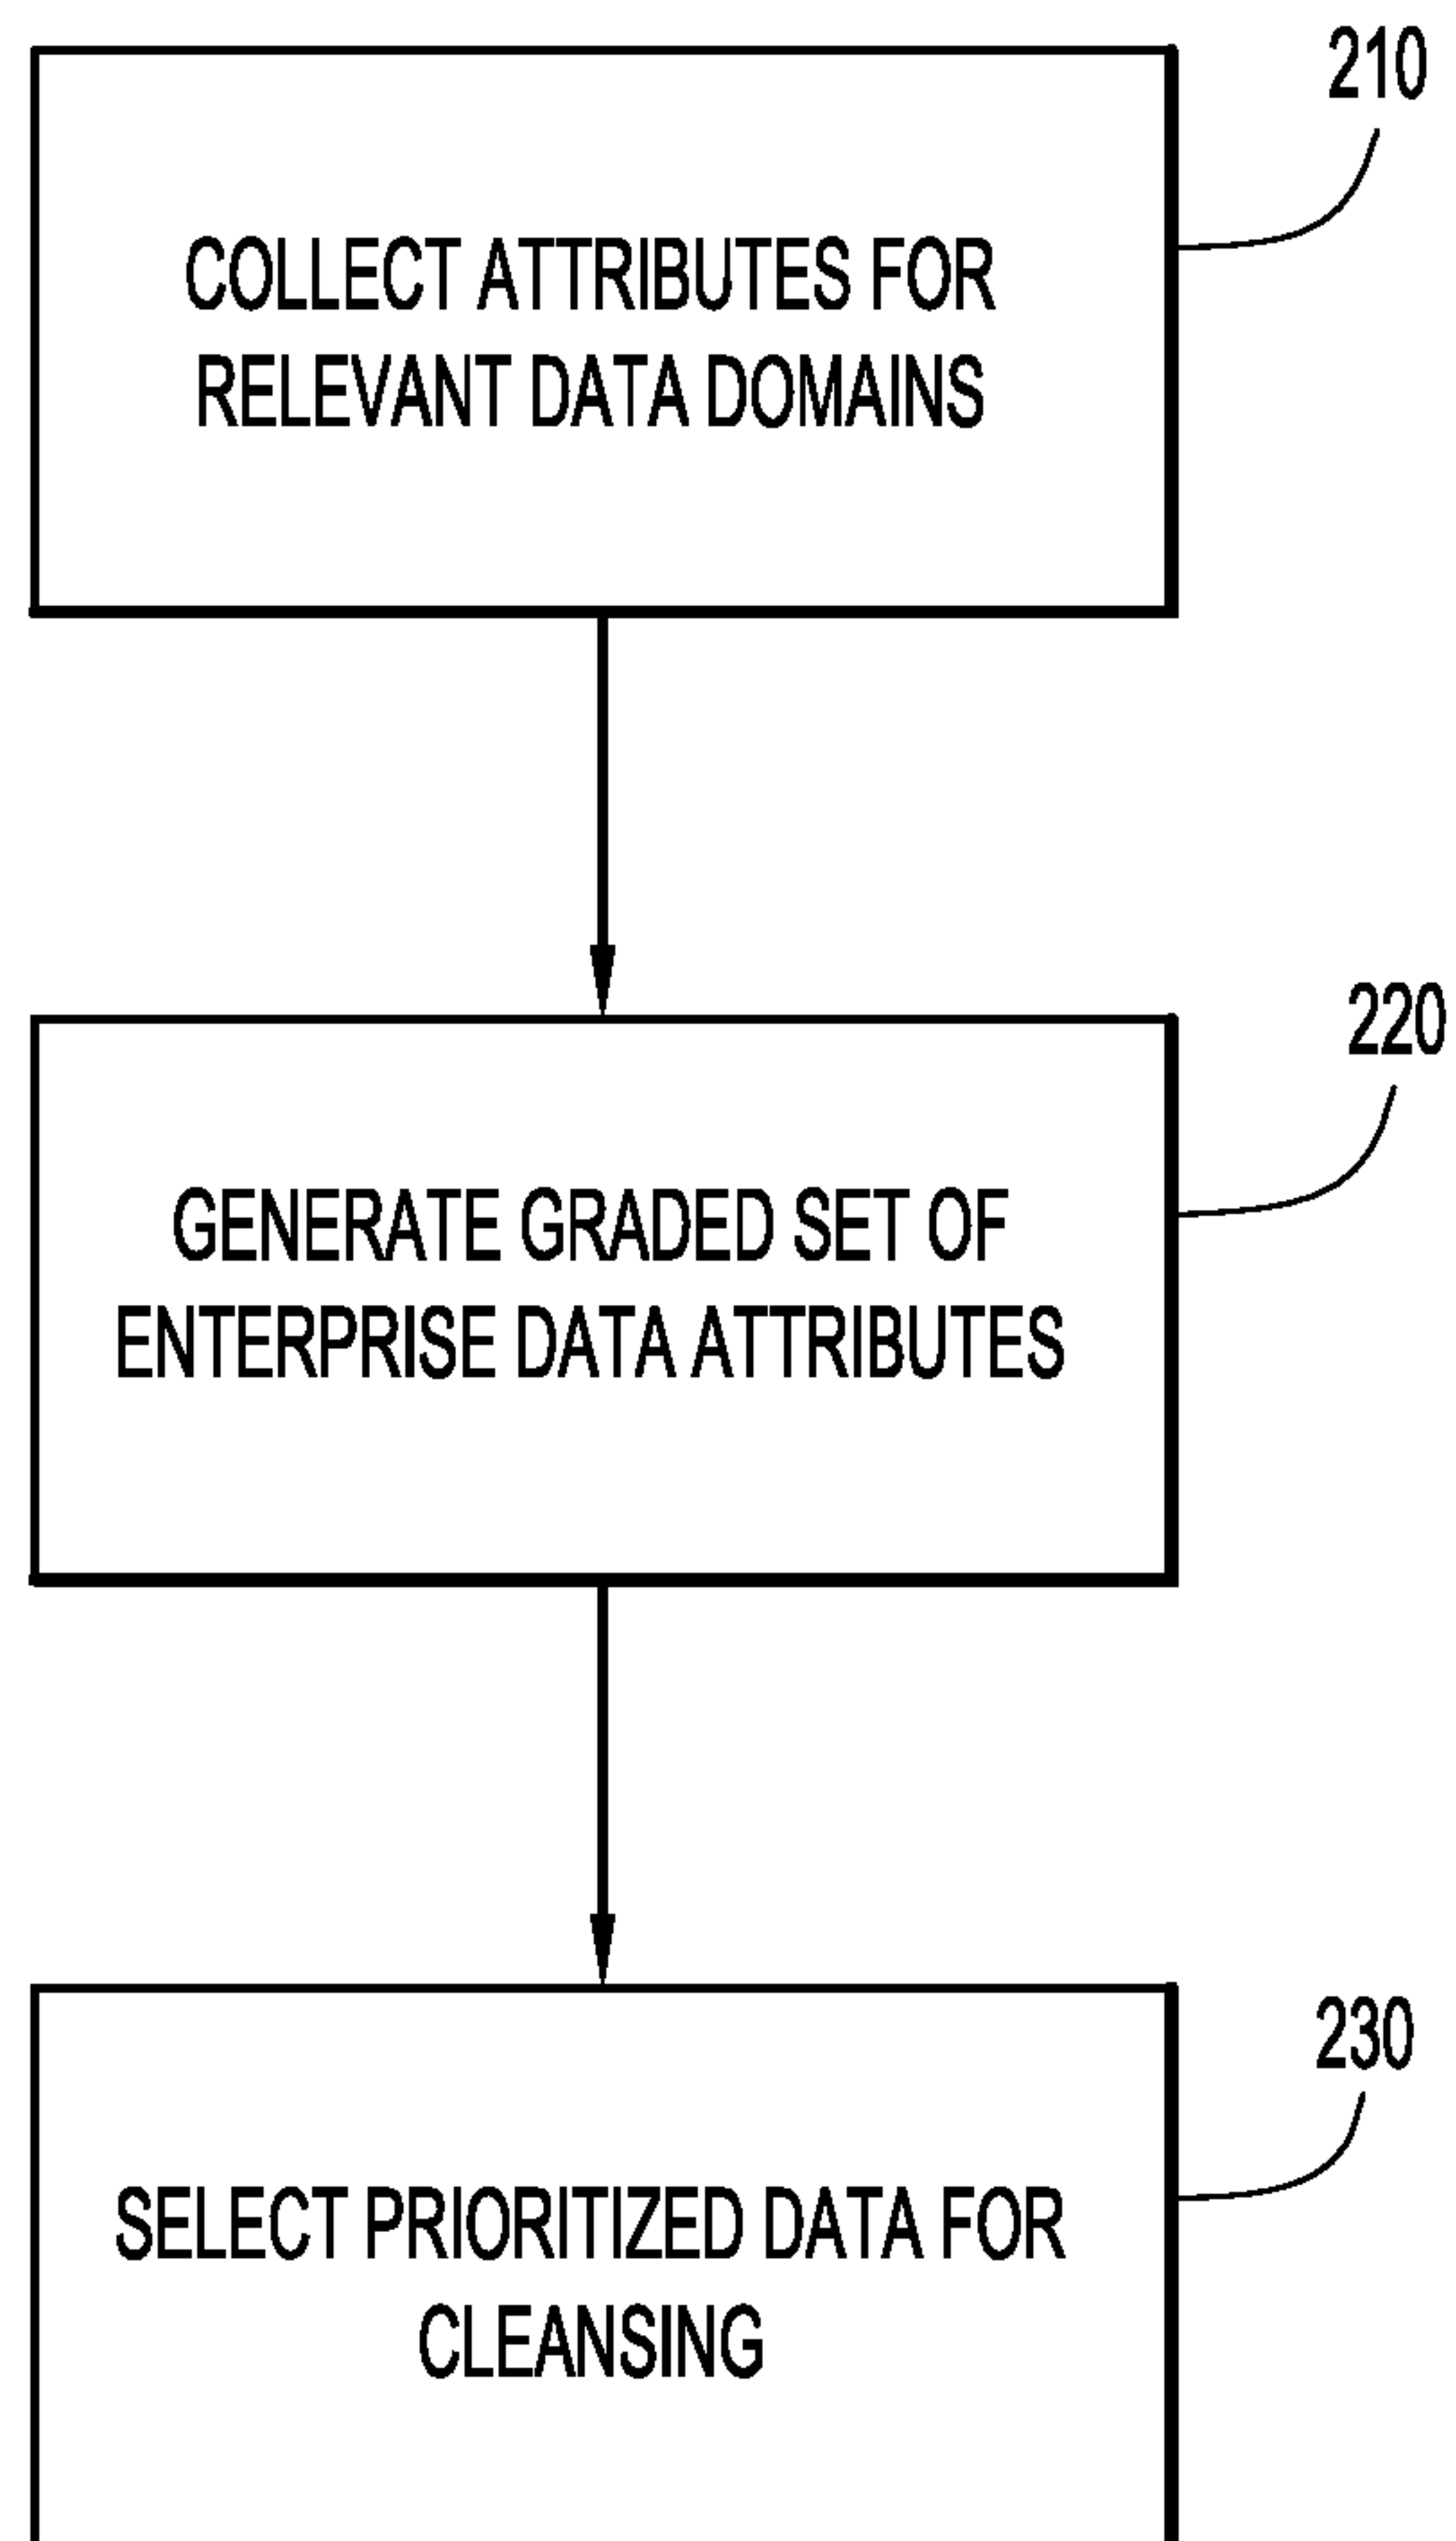 210
COLLECT ATTRIBUTES FOR
RELEVANT DATA DOMAINS
220
GENERATE GRADED SET OF
ENTERPRISE DATA ATTRIBUTES
230
SELECT PRIORITIZED DATA FOR
CLEANSING